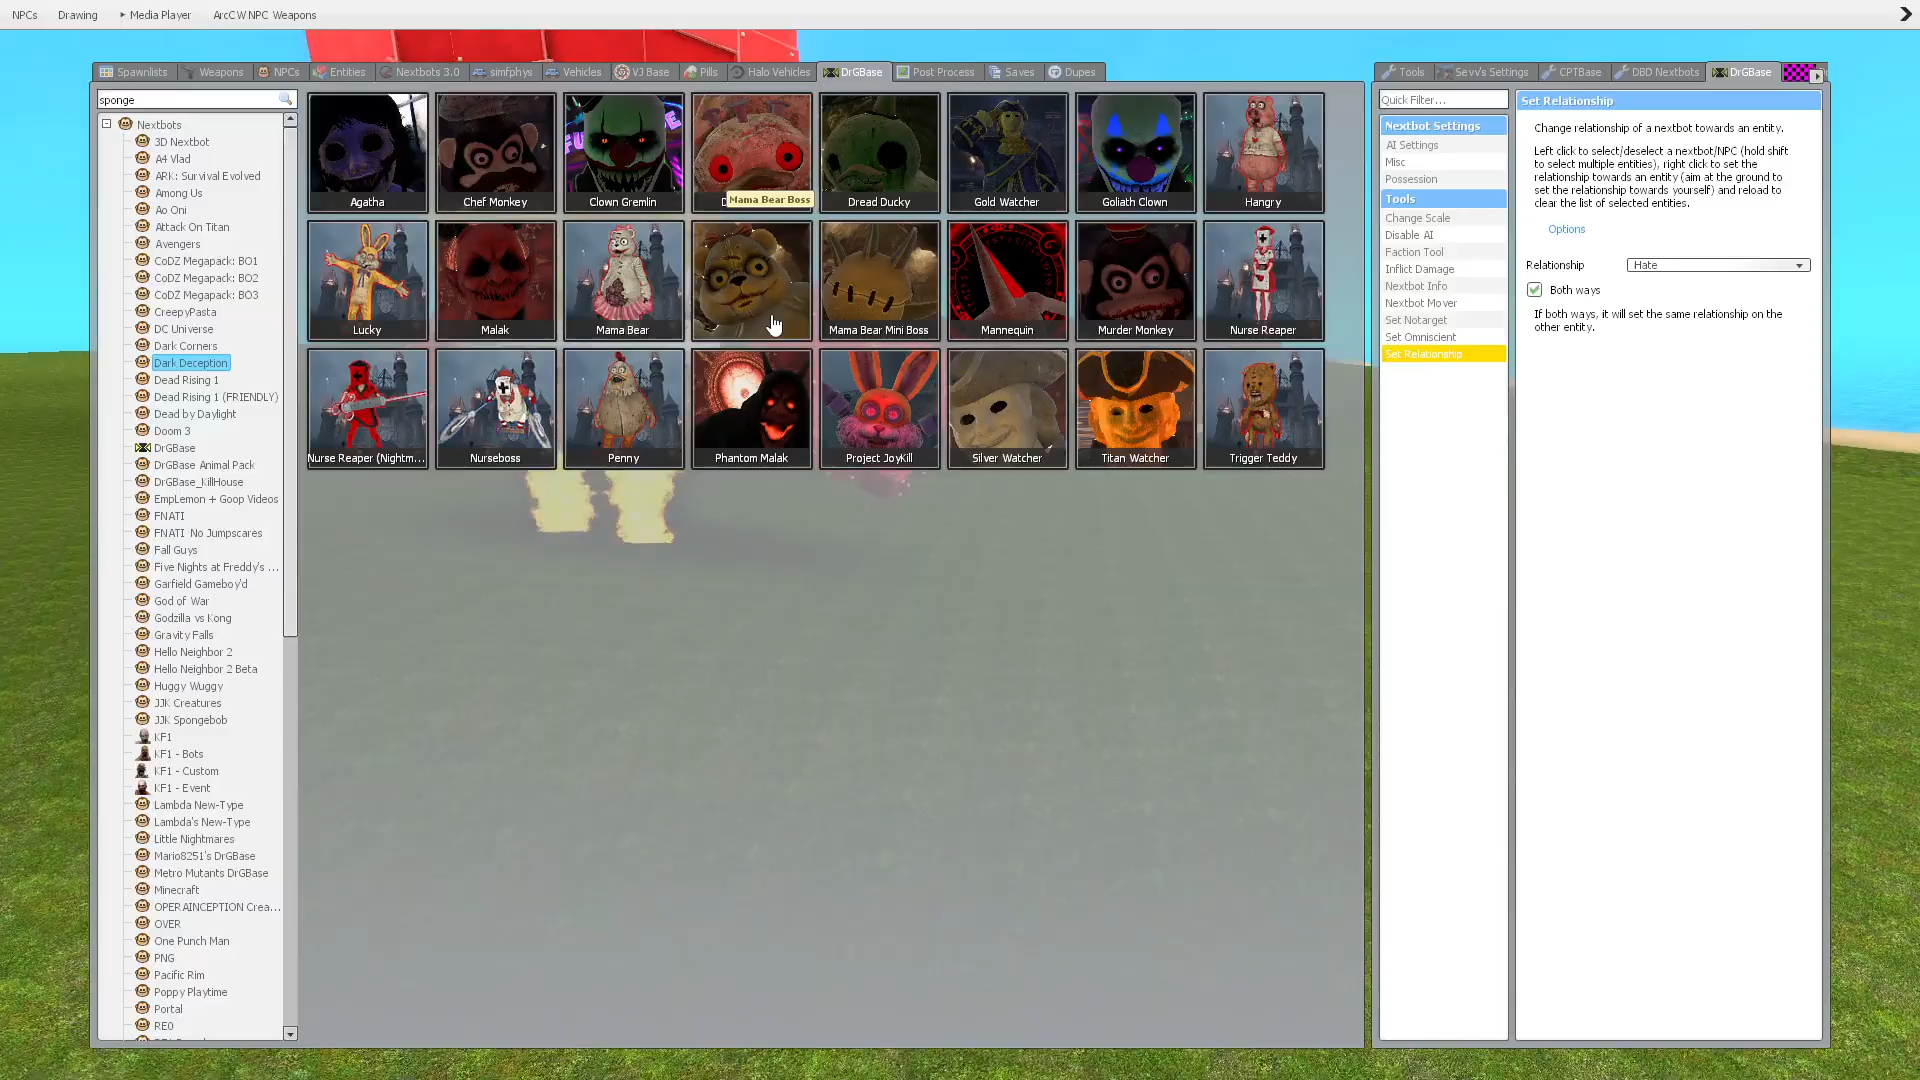 NPCs Drawing Media Player ArcCW NPC Weapons
Spawnlists Weapons NPCs Entities Nextbots 3.0 simfphys Vehicles VJ Base Pills Halo Vehicles DrGBase Post Process Saves Dupes
Tools Sevv's Settings CPTBase DBD Nextbots DrGBase
sponge
Nextbots
3D Nextbot
A4 Vlad
ARK: Survival Evolved
Among Us
Ao Oni
Attack On Titan
Avengers
CoDZ Megapack: BO1
CoDZ Megapack: BO2
CoDZ Megapack: BO3
CreepyPasta
DC Universe
Dark Corners
Dark Deception
Dead Rising 1
Dead Rising 1 (FRIENDLY)
Dead by Daylight
Doom 3
DrGBase
DrGBase Animal Pack
DrGBase_KillHouse
EmpLemon + Goop Videos
FNATI
FNATI No Jumpscares
Fall Guys
Five Nights at Freddy's ...
Garfield Gameboy'd
God of War
Godzilla vs Kong
Gravity Falls
Hello Neighbor 2
Hello Neighbor 2 Beta
Huggy Wuggy
JJK Creatures
JJK Spongebob
KF1
KF1 - Bots
KF1 - Custom
KF1 - Event
Lambda New-Type
Lambda's New-Type
Little Nightmares
Mario8251's DrGBase
Metro Mutants DrGBase
Minecraft
OPERAINCEPTION Crea...
OVER
One Punch Man
PNG
Pacific Rim
Poppy Playtime
Portal
RE0
Agatha Chef Monkey Clown Gremlin Dread Ducky Gold Watcher Goliath Clown Hangry
Mama Bear Boss
Lucky Malak Mama Bear Mama Bear Mini Boss Mannequin Murder Monkey Nurse Reaper
Nurse Reaper (Nightm... Nurseboss Penny Phantom Malak Project JoyKill Silver Watcher Titan Watcher Trigger Teddy
Quick Filter...
Nextbot Settings
AI Settings
Misc
Possession
Tools
Change Scale
Disable AI
Faction Tool
Inflict Damage
Nextbot Info
Nextbot Mover
Set Notarget
Set Omniscient
Set Relationship
Set Relationship
Change relationship of a nextbot towards an entity.
Left click to select/deselect a nextbot/NPC (hold shift
to select multiple entities), right click to set the
relationship towards an entity (aim at the ground to
set the relationship towards yourself) and reload to
clear the list of selected entities.
Options
Relationship Hate
Both ways
If both ways, it will set the same relationship on the
other entity.